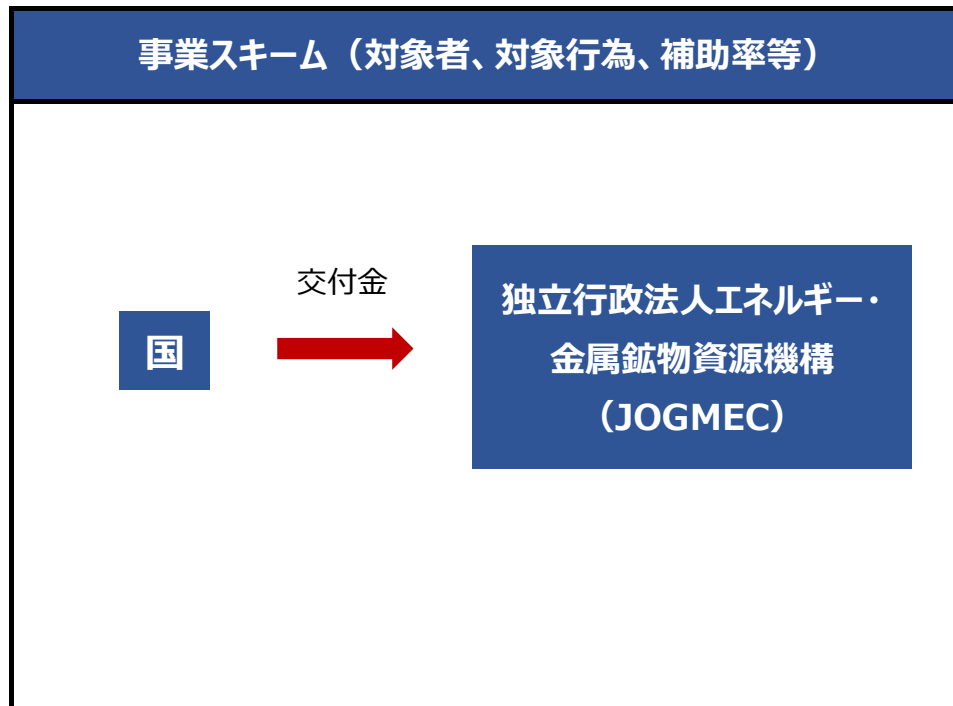 事業スキーム（対象者、対象行為、補助率等）
交付金
国
独立行政法人エネルギー・
金属鉱物資源機構
（JOGMEC）